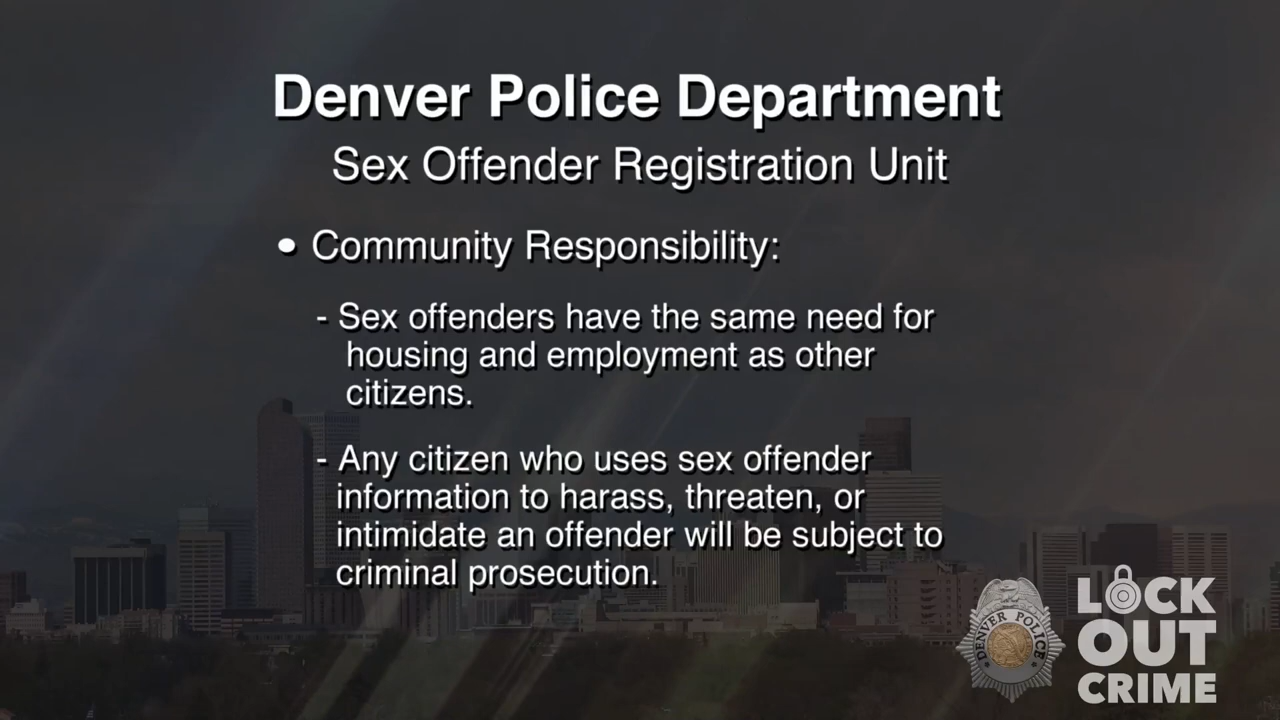 Denver Police Department
Sex Offender Registration Unit
• Community Responsibility:
- Sex offenders have the same need for
housing and employment as other
citizens.
- Any citizen who uses sex offender
information to harass, threaten, or
intimidate an offender will be subject to
criminal prosecution.
DENVER POLICE
LOCK
OUT
CRIME